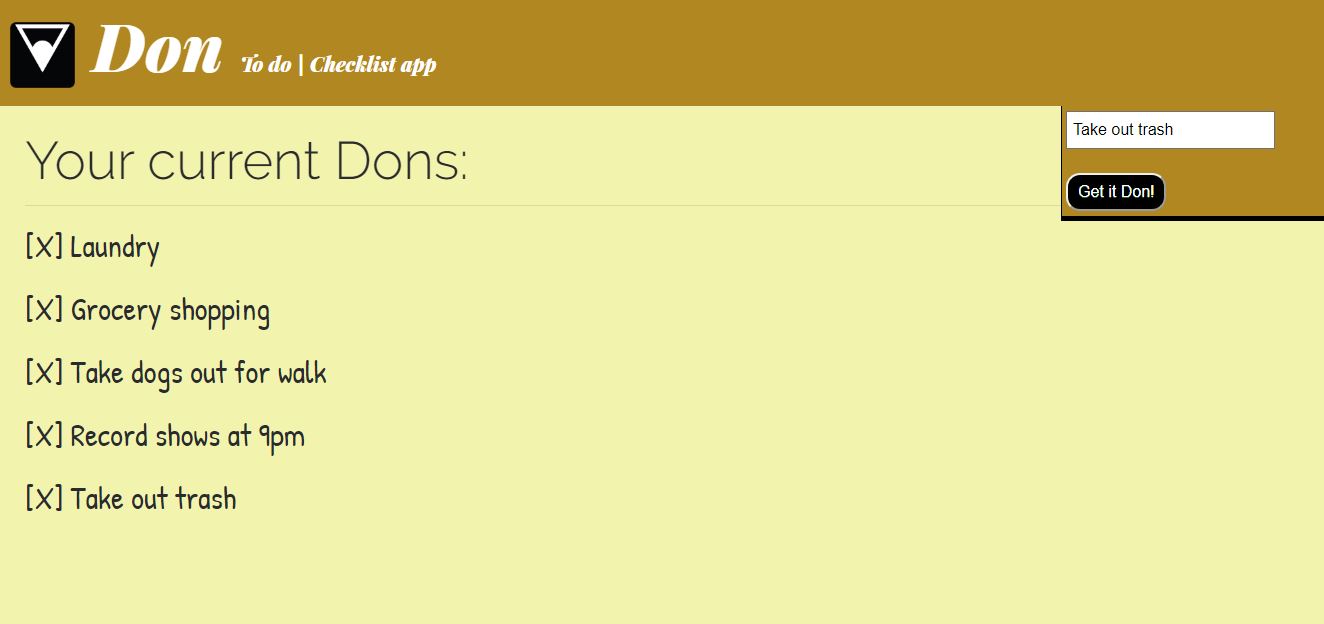 Don To do | Checklist app
Take out trash
Your current Dons:
Get it Don!
[X] Laundry
[X] Grocery shopping
[X] Take dogs out for walk
[X] Record shows at 9pm
[X] Take out trash